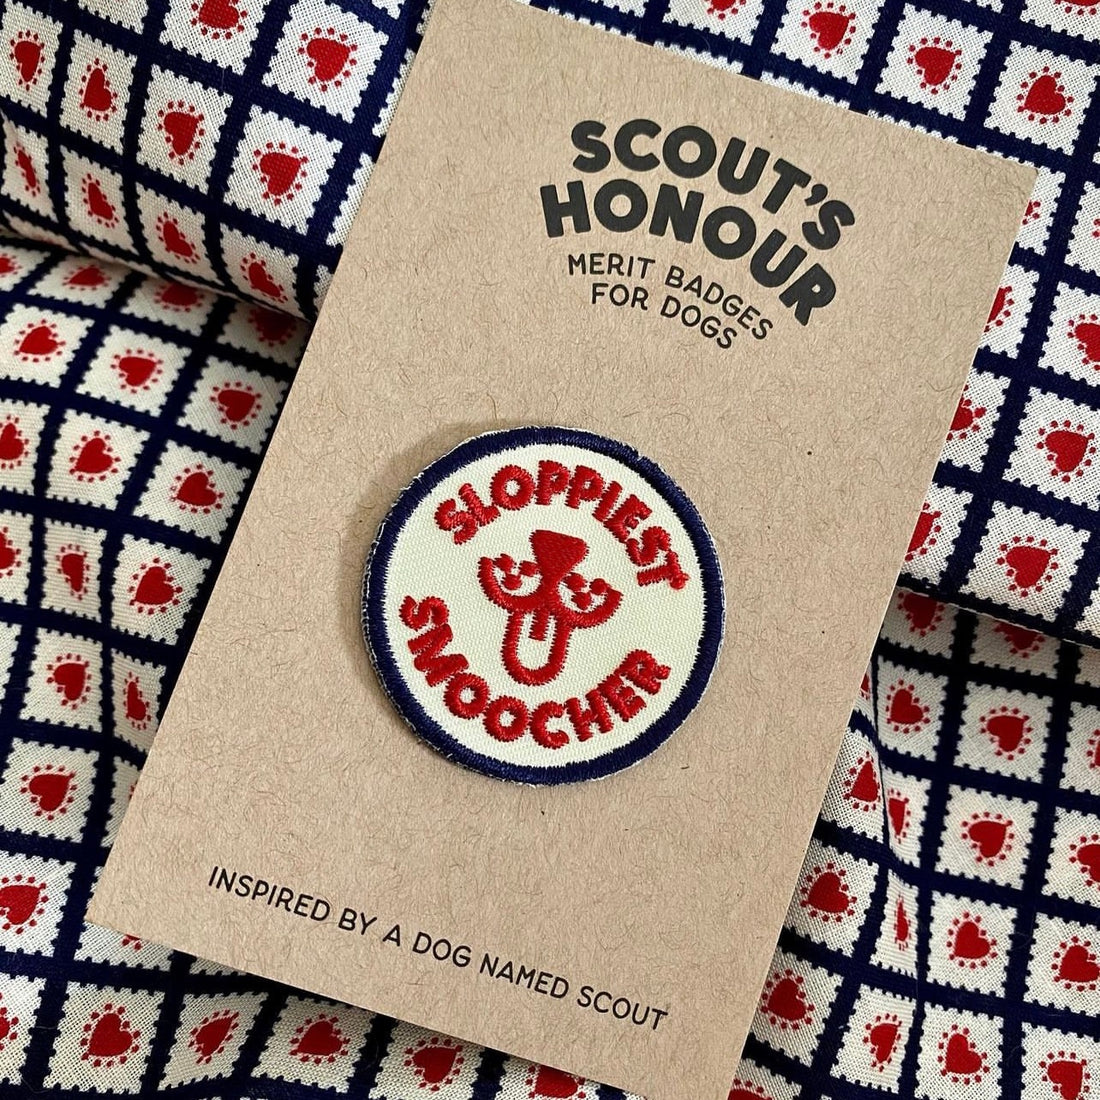 SCOUT'S
HONOUR
MERIT BADGES
FOR DOGS
SLOPPIEST
SMOOCHER
INSPIRED BY A DOG NAMED SCOUT